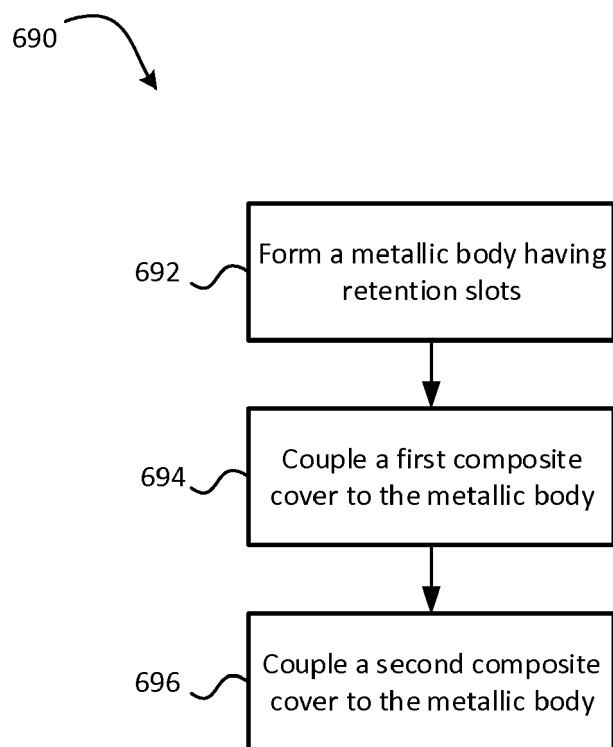 690
692
Form a metallic body having
retention slots
694
Couple a first composite
cover to the metallic body
696
Couple a second composite
cover to the metallic body